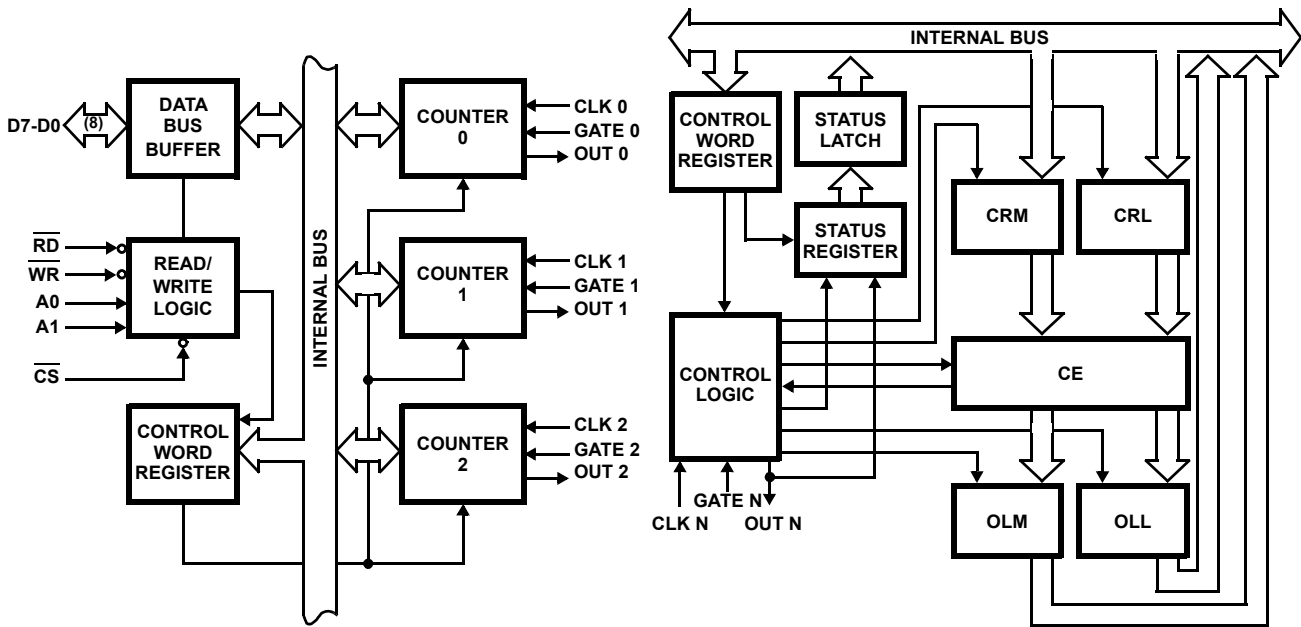 D7-D0
(8)
DATA
BUS
BUFFER
RD
WR
A0
A1
READ/
WRITE
LOGIC
CS
CONTROL
WORD
REGISTER
INTERNAL BUS
COUNTER
0
CLK 0
GATE 0
OUT 0
COUNTER
1
CLK 1
GATE 1
OUT 1
COUNTER
2
CLK 2
GATE 2
OUT 2
INTERNAL BUS
CONTROL
WORD
REGISTER
STATUS
LATCH
STATUS
REGISTER
CRM
CRL
CONTROL
LOGIC
CE
CLK N
GATE N
OUT N
OLM
OLL